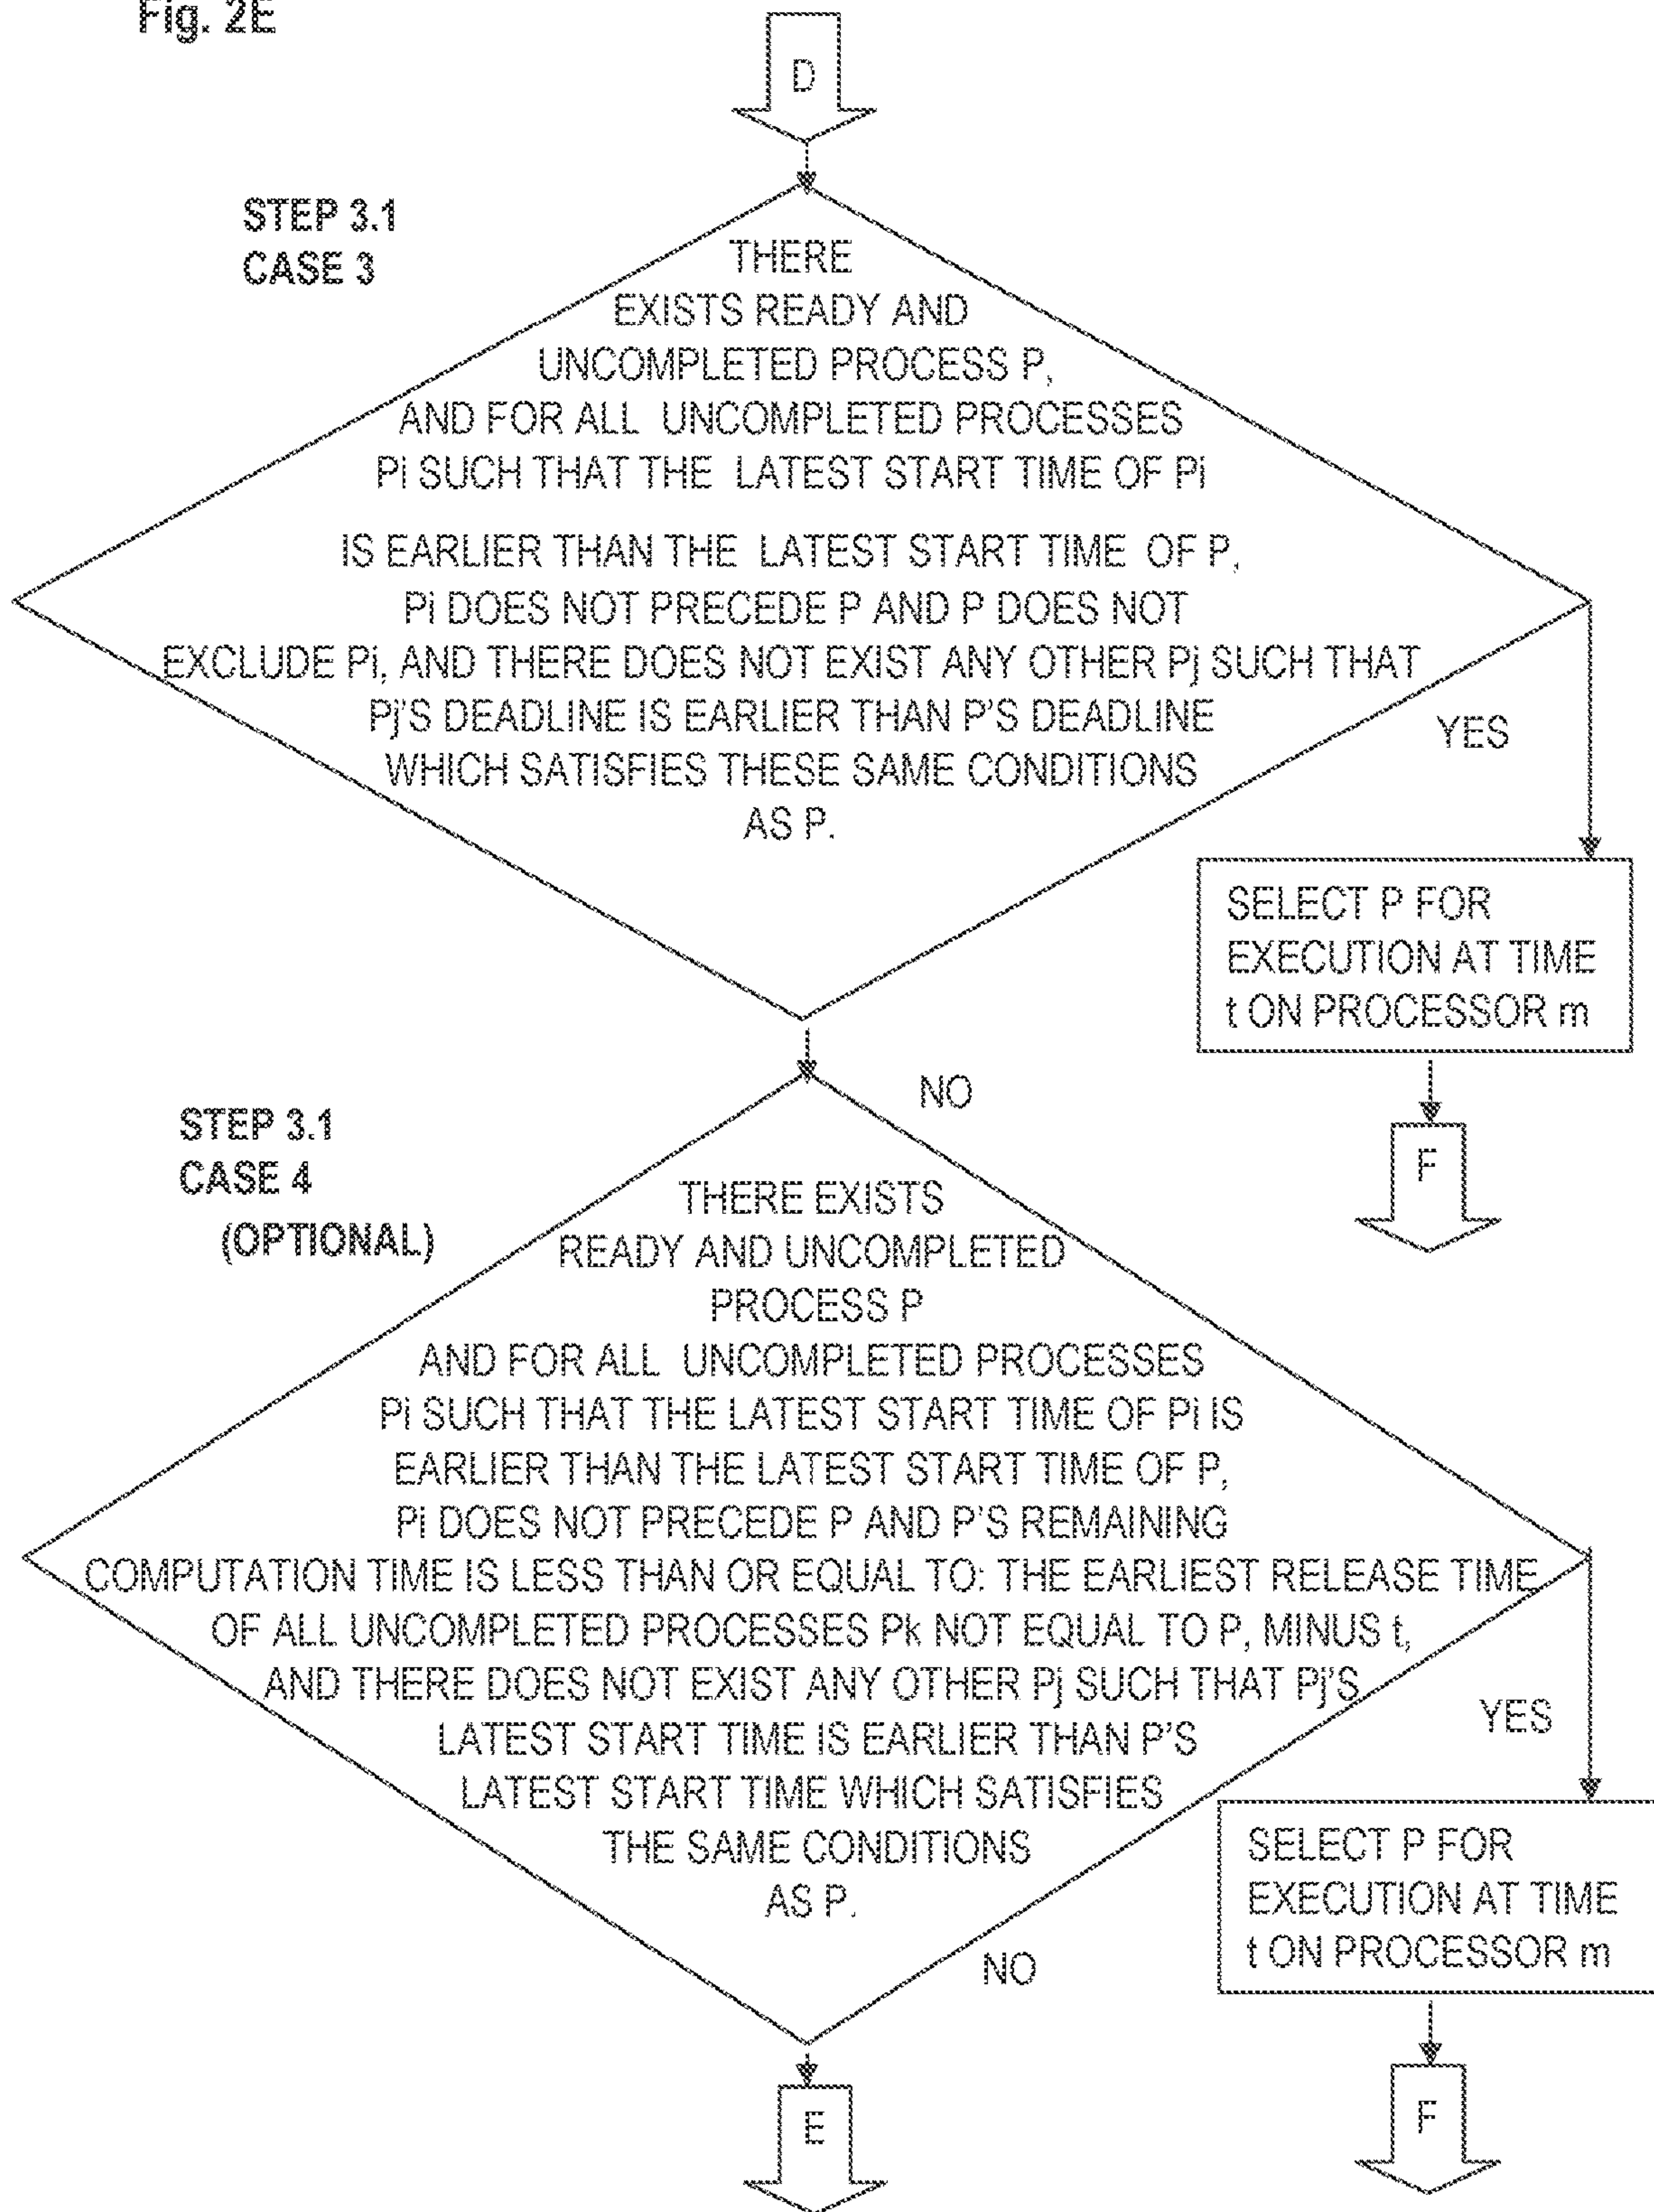 Fig. 2E
D
STEP 3.1
CASE 3
THERE
EXISTS READY AND
UNCOMPLETED PROCESS P,
AND FOR ALL UNCOMPLETED PROCESSES
Pi SUCH THAT THE LATEST START TIME OF Pi
IS EARLIER THAN THE LATEST START TIME OF P,
Pi DOES NOT PRECEDE P AND P DOES NOT
EXCLUDE Pi, AND THERE DOES NOT EXIST ANY OTHER Pj SUCH THAT
Pj'S DEADLINE IS EARLIER THAN P'S DEADLINE
WHICH SATISFIES THESE SAME CONDITIONS
AS P.
YES
SELECT P FOR
EXECUTION AT TIME
t ON PROCESSOR m
F
NO
STEP 3.1
CASE 4
(OPTIONAL)
THERE EXISTS
READY AND UNCOMPLETED
PROCESS P
AND FOR ALL UNCOMPLETED PROCESSES
Pi SUCH THAT THE LATEST START TIME OF Pi IS
EARLIER THAN THE LATEST START TIME OF P,
Pi DOES NOT PRECEDE P AND P'S REMAINING
COMPUTATION TIME IS LESS THAN OR EQUAL TO: THE EARLIEST RELEASE TIME
OF ALL UNCOMPLETED PROCESSES Pk NOT EQUAL TO P, MINUS t,
AND THERE DOES NOT EXIST ANY OTHER Pj SUCH THAT Pj'S
LATEST START TIME IS EARLIER THAN P'S
LATEST START TIME WHICH SATISFIES
THE SAME CONDITIONS
AS P.
YES
SELECT P FOR
EXECUTION AT TIME
t ON PROCESSOR m
NO
E
F